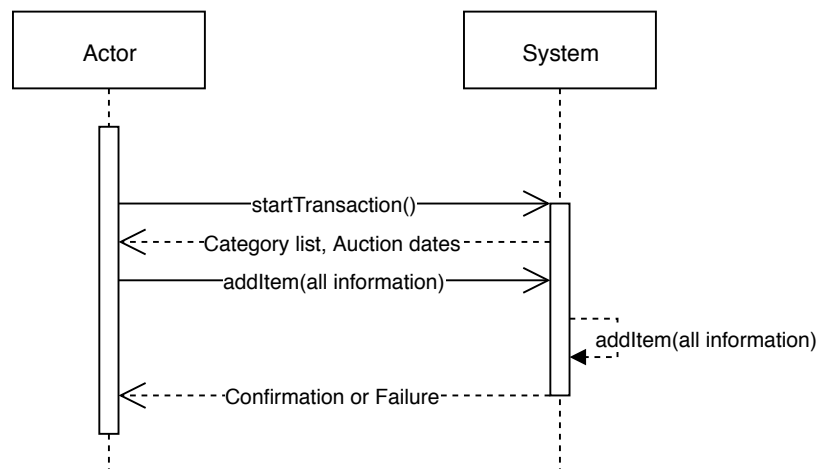 Actor
System
startTransaction()
Category list, Auction dates
addItem(all information)
addItem(all information)
Confirmation or Failure